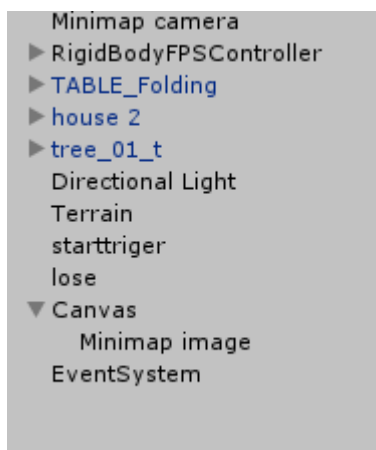 Minimap camera
RigidBodyFPSController
TABLE_Folding
house 2
tree_01_t
Directional Light
Terrain
starttriger
lose
Canvas
Minimap image
EventSystem